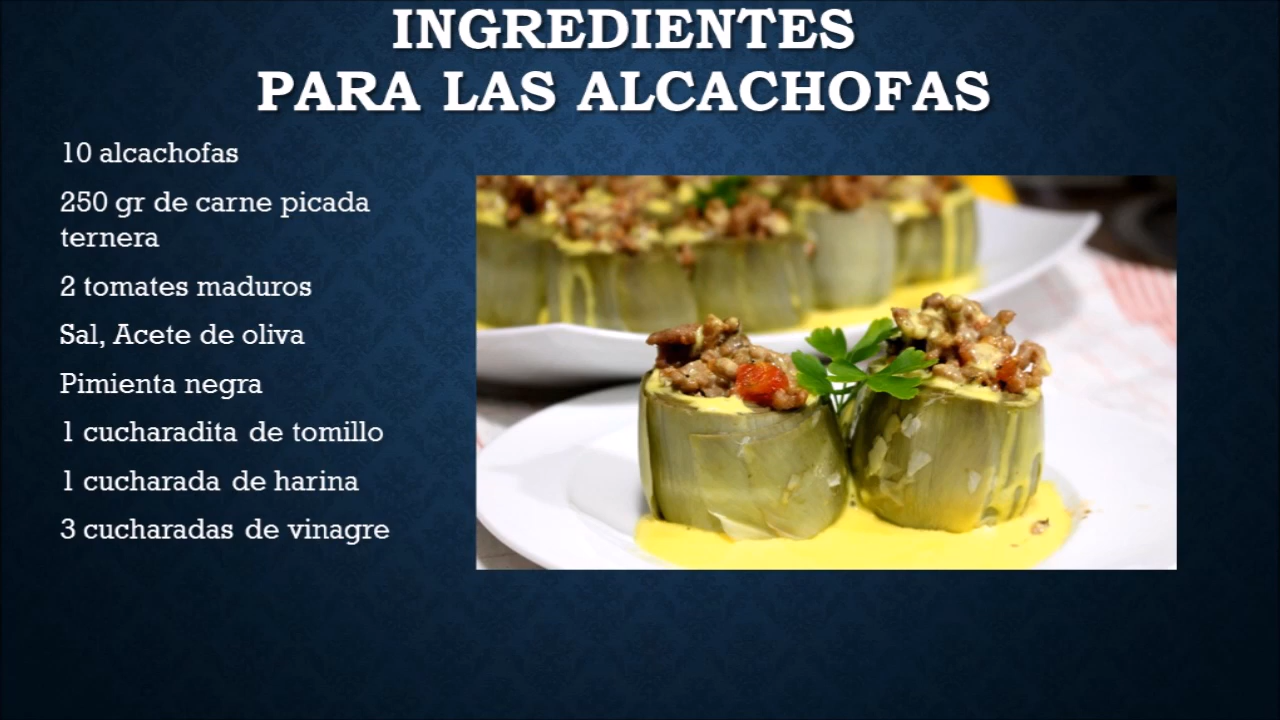 INGREDIENTES
PARA LAS ALCACHOFAS
10 alcachofas
250 gr de carne picada
ternera
2 tomates maduros
Sal, Acete de oliva
Pimienta negra
1 cucharadita de tomillo
1 cucharada de harina
3 cucharadas de vinagre